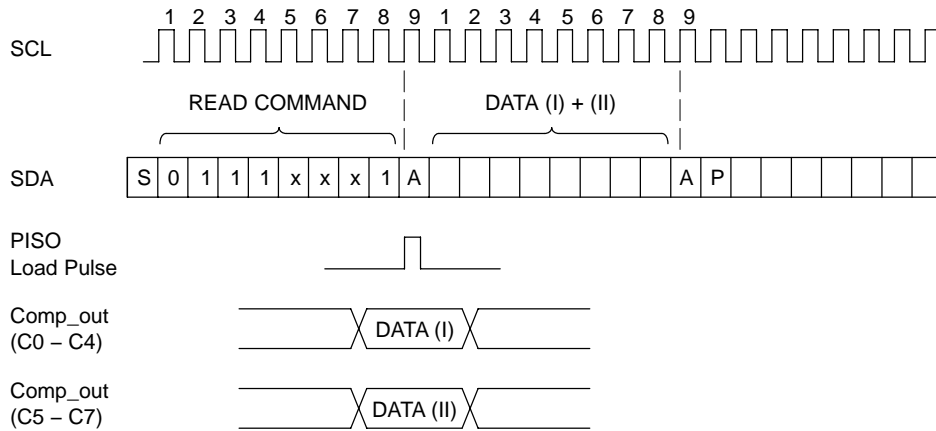 1 2 3 4 5 6 7 8 9 1 2 3 4 5 6 7 8 9
SCL
READ COMMAND DATA (I) + (II)
SDA S 0 1 1 1 x x x 1 A A P
PISO
Load Pulse
Comp_out
(C0 – C4)
DATA (I)
Comp_out
(C5 – C7)
DATA (II)